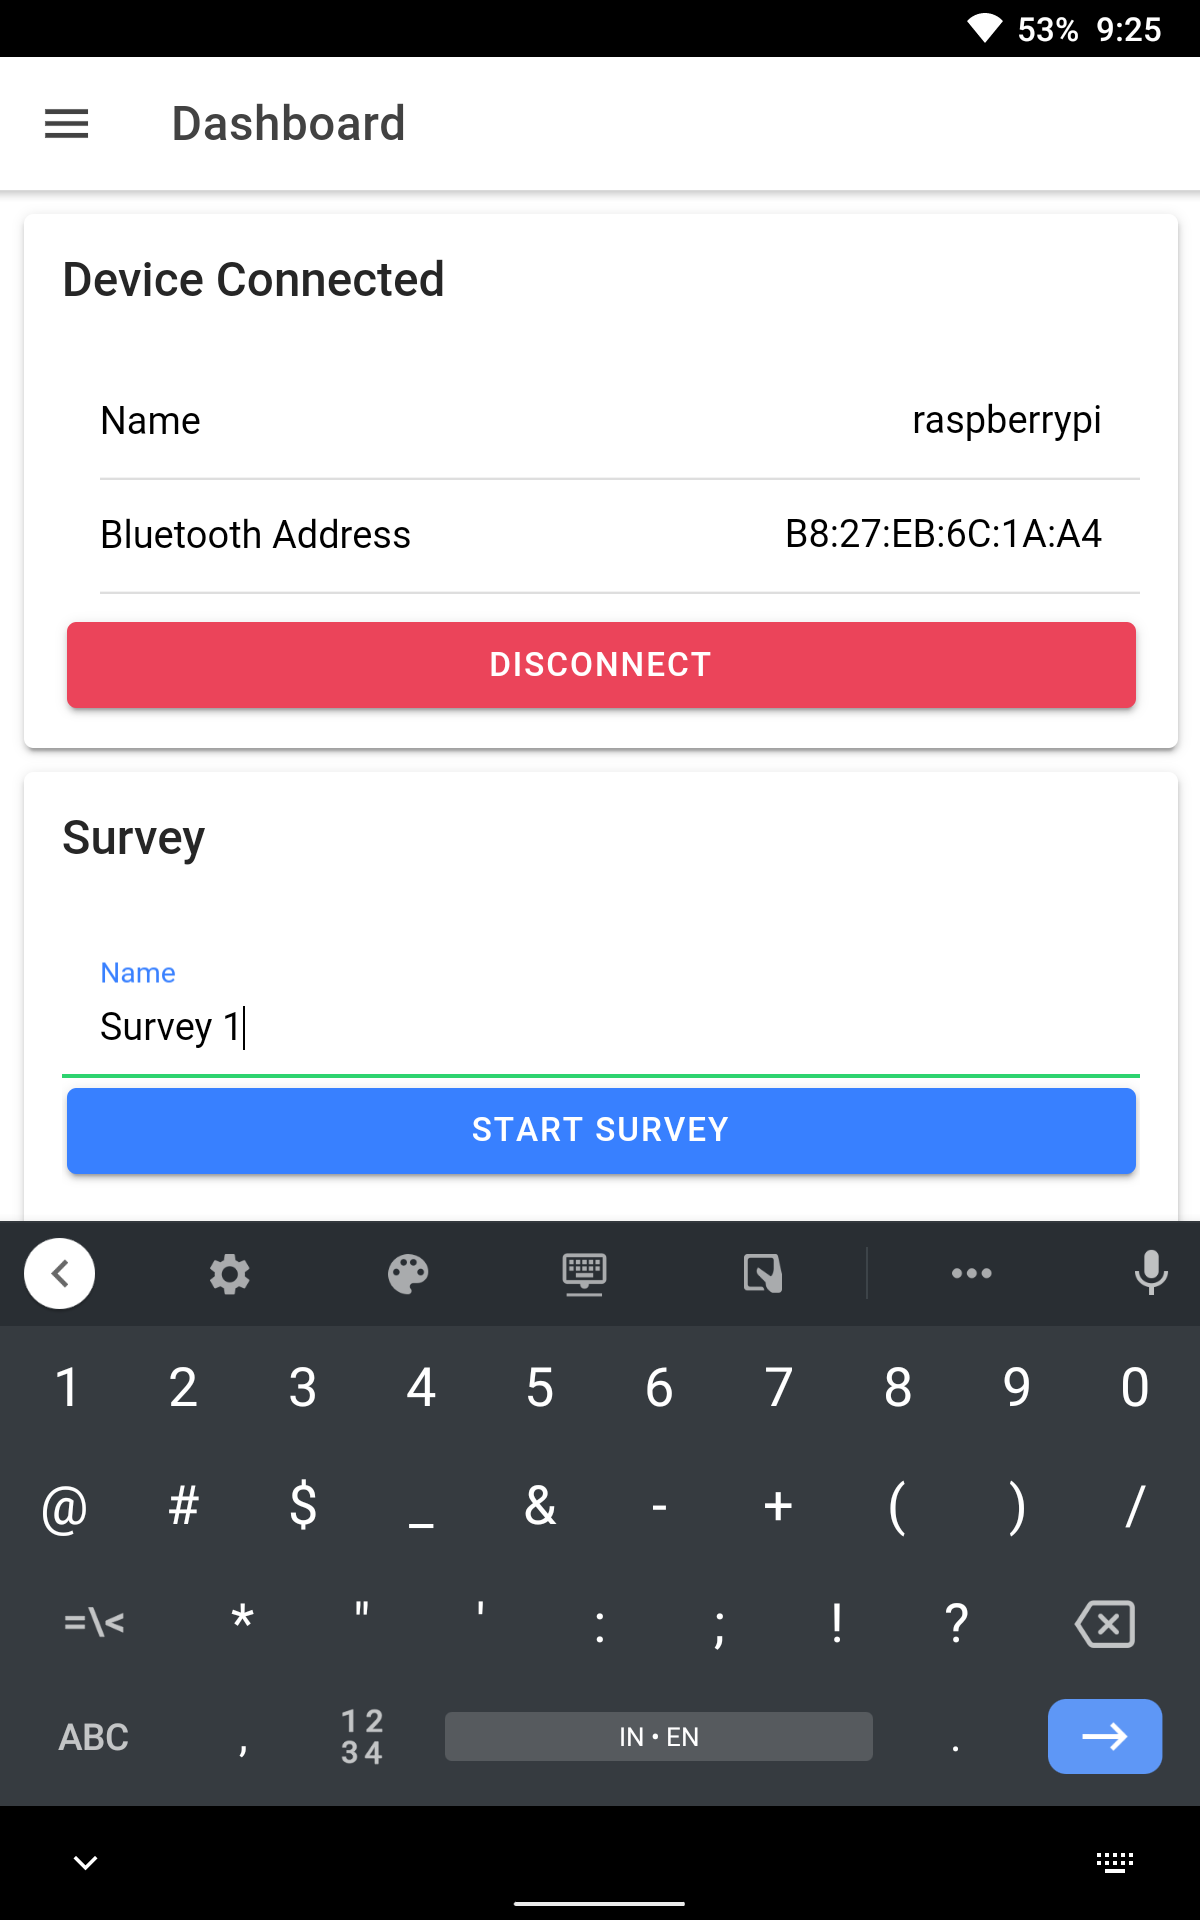 53% 9:25
Dashboard
Device Connected
Name raspberrypi
Bluetooth Address B8:27:EB:6C:1A:A4
DISCONNECT
Survey
Name
Survey 1
START SURVEY
1 2 3 4 5 6 7 8 9 0
@ # $ _ & - + ( ) /
=\< * " ' : ; ! ?
ABC , 12 34 IN • EN .